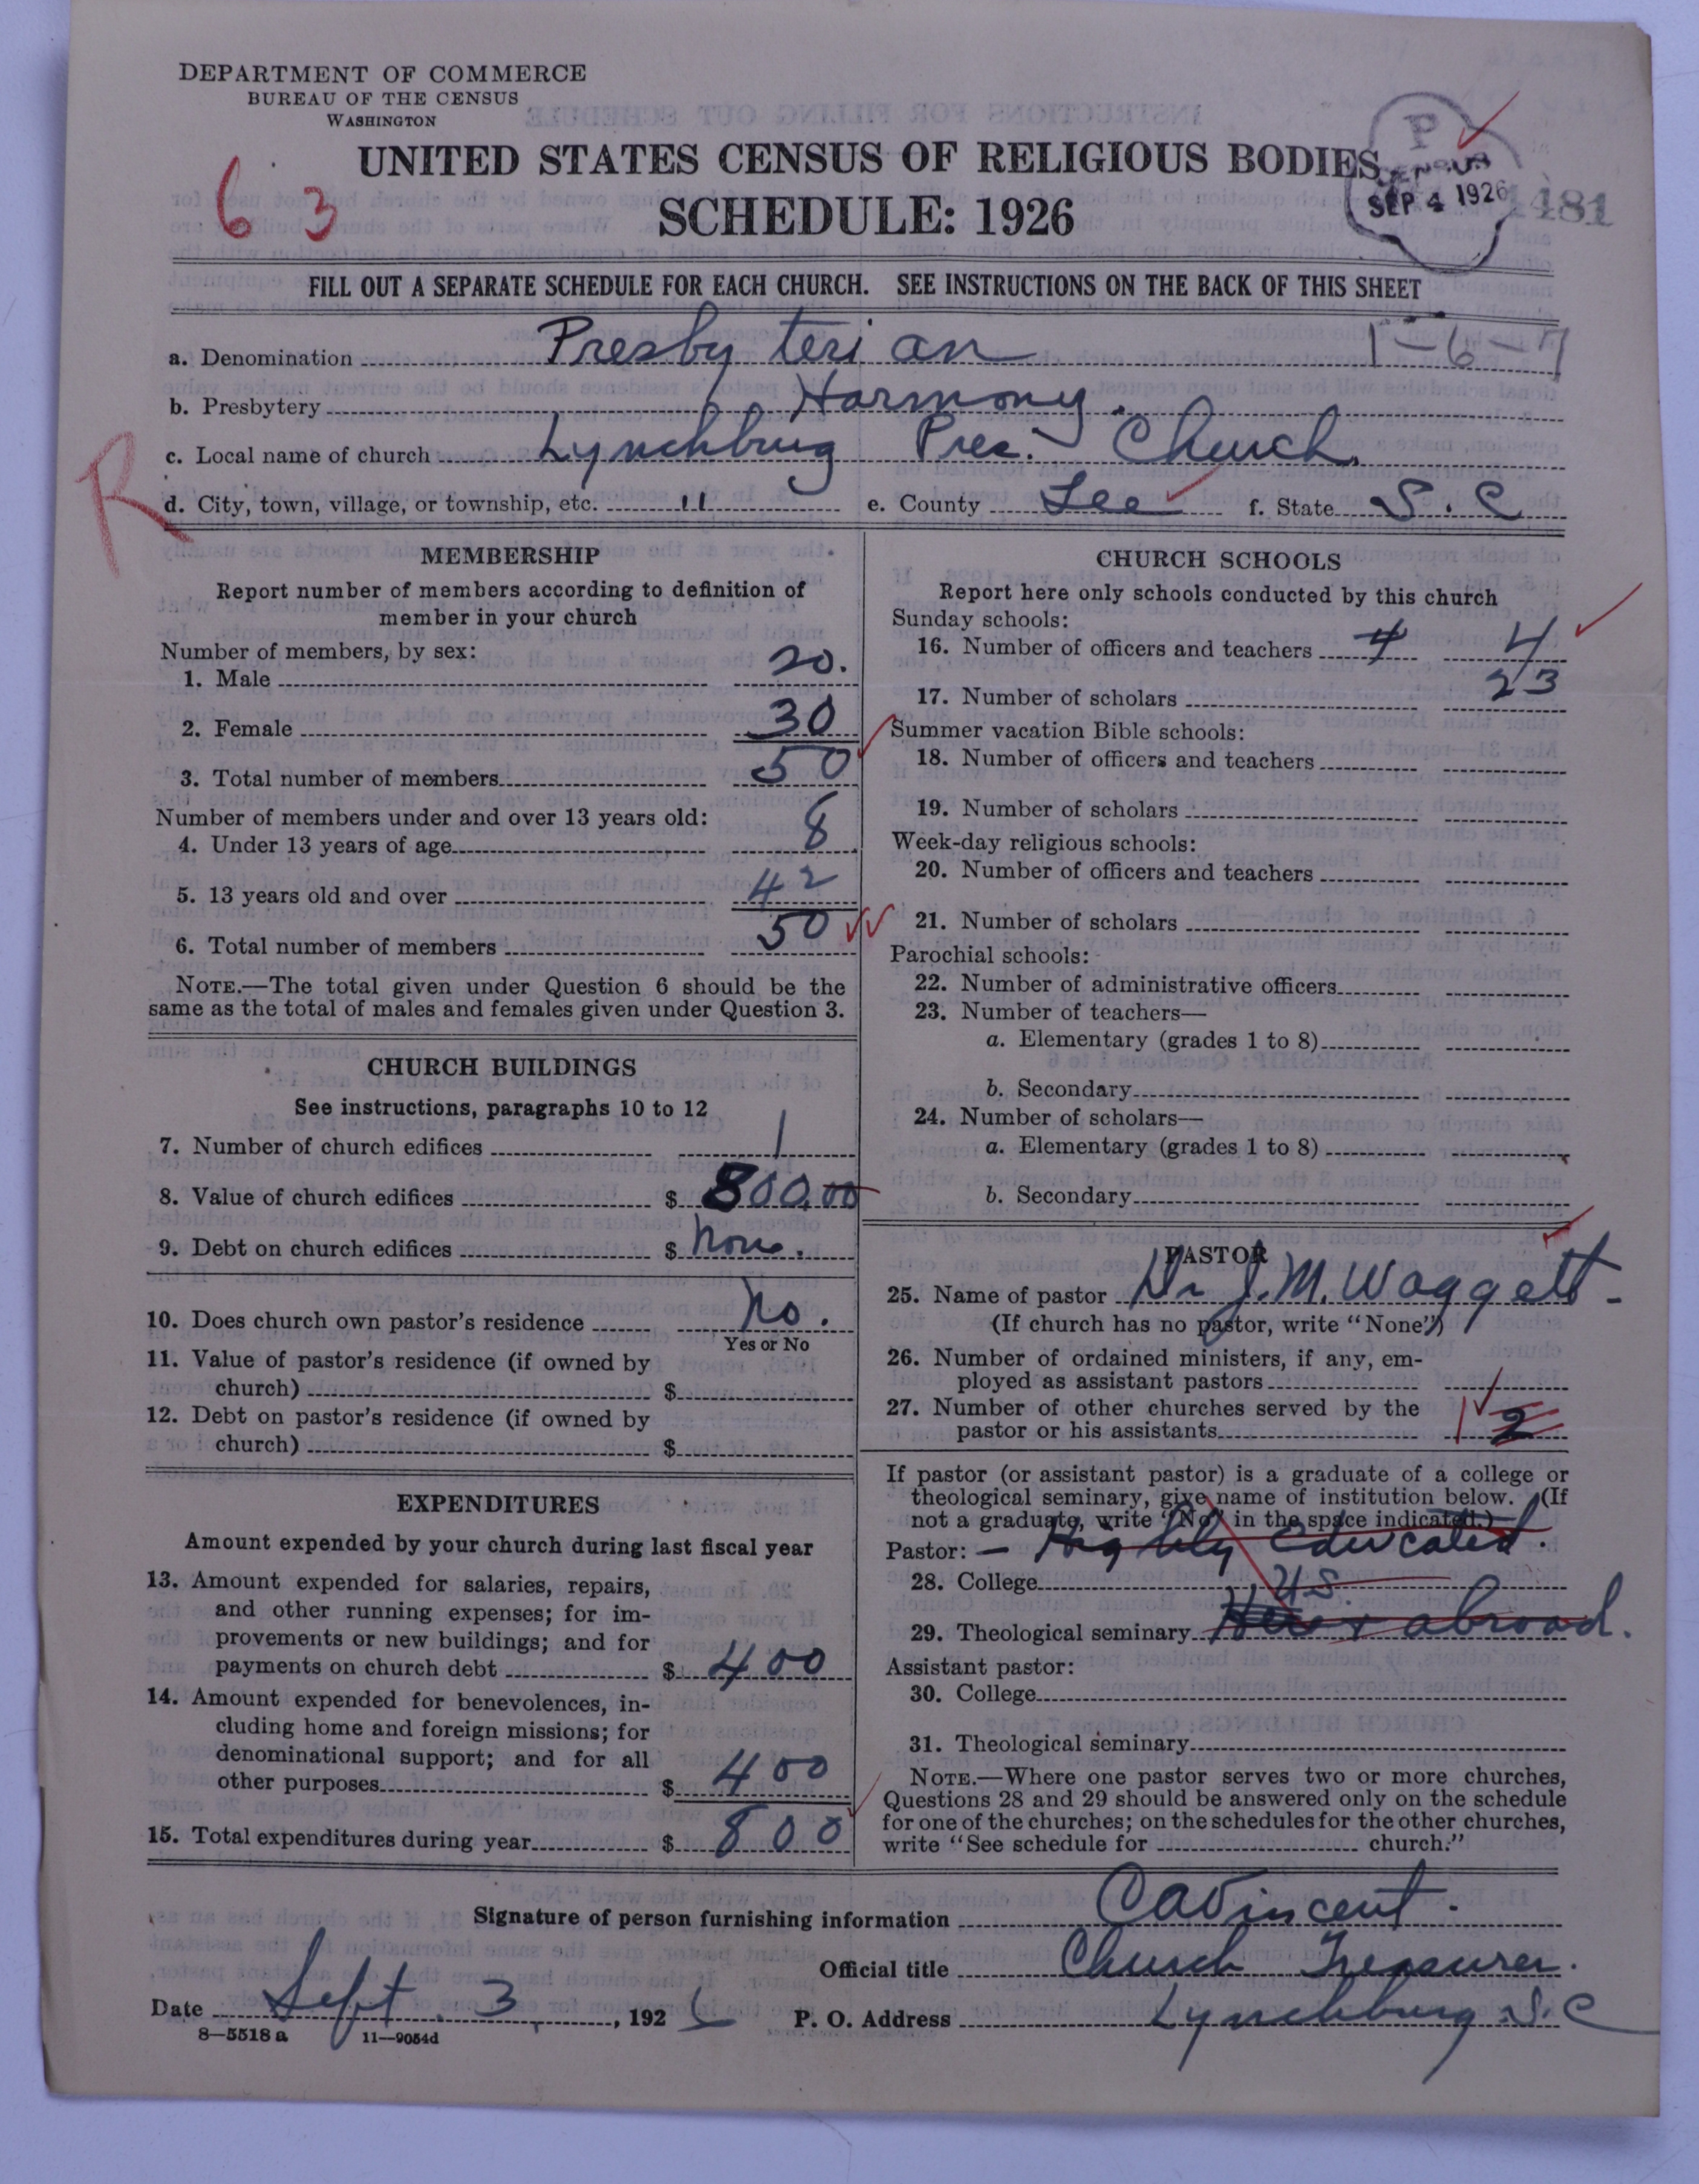 DEPARTMENT OF COMMERCE
BUREAU OF THE CENSUS
WASHINGTON
UNITED STATES CENSUS OF RELIGIOUS BODIES
SCHEDULE: 1926
63
P
CENSUS
SEP 4 1926
1481
FILL OUT A SEPARATE SCHEDULE FOR EACH CHURCH. SEE INSTRUCTIONS ON THE BACK OF THIS SHEET
1-6-7
a. Denomination Presbyterian
b. Presbytery Harmony.
c. Local name of church Lynchburg Pres. Church.
R
d. City, town, village, or township, etc. " e. County Lee f. State S. C
MEMBERSHIP
Report number of members according to definition of
member in your church
Number of members, by sex:
1. Male 20.
2. Female 30
3. Total number of members 50
Number of members under and over 13 years old:
4. Under 13 years of age 8
5. 13 years old and over 42
6. Total number of members 50
NOTE.—The total given under Question 6 should be the
same as the total of males and females given under Question 3.
CHURCH BUILDINGS
See instructions, paragraphs 10 to 12
7. Number of church edifices 1
8. Value of church edifices $ 800.00
9. Debt on church edifices $ None.
10. Does church own pastor's residence No.
Yes or No
11. Value of pastor's residence (if owned by
church) $
12. Debt on pastor's residence (if owned by
church) $
EXPENDITURES
Amount expended by your church during last fiscal year
13. Amount expended for salaries, repairs,
and other running expenses; for im-
provements or new buildings; and for
payments on church debt $ 400
14. Amount expended for benevolences, in-
cluding home and foreign missions; for
denominational support; and for all
other purposes $ 400
15. Total expenditures during year $ 800
CHURCH SCHOOLS
Report here only schools conducted by this church
Sunday schools:
16. Number of officers and teachers 4 4
17. Number of scholars 23
Summer vacation Bible schools:
18. Number of officers and teachers
19. Number of scholars
Week-day religious schools:
20. Number of officers and teachers
21. Number of scholars
Parochial schools:
22. Number of administrative officers
23. Number of teachers—
a. Elementary (grades 1 to 8)
b. Secondary
24. Number of scholars—
a. Elementary (grades 1 to 8)
b. Secondary
PASTOR
25. Name of pastor Dr J. M. Waggett
(If church has no pastor, write "None")
26. Number of ordained ministers, if any, em-
ployed as assistant pastors
27. Number of other churches served by the
pastor or his assistants 1 2
If pastor (or assistant pastor) is a graduate of a college or
theological seminary, give name of institution below. (If
not a graduate, write "No" in the space indicated.)
Pastor: — Highly educated.
28. College
29. Theological seminary Here & abroad.
Assistant pastor:
30. College
31. Theological seminary
NOTE.—Where one pastor serves two or more churches,
Questions 28 and 29 should be answered only on the schedule
for one of the churches; on the schedules for the other churches,
write "See schedule for church."
Signature of person furnishing information C A Vincent.
Official title Church Treasurer.
Date Sept. 3, 1926 P. O. Address Lynchburg S. C
8—5518 a 11—9054d